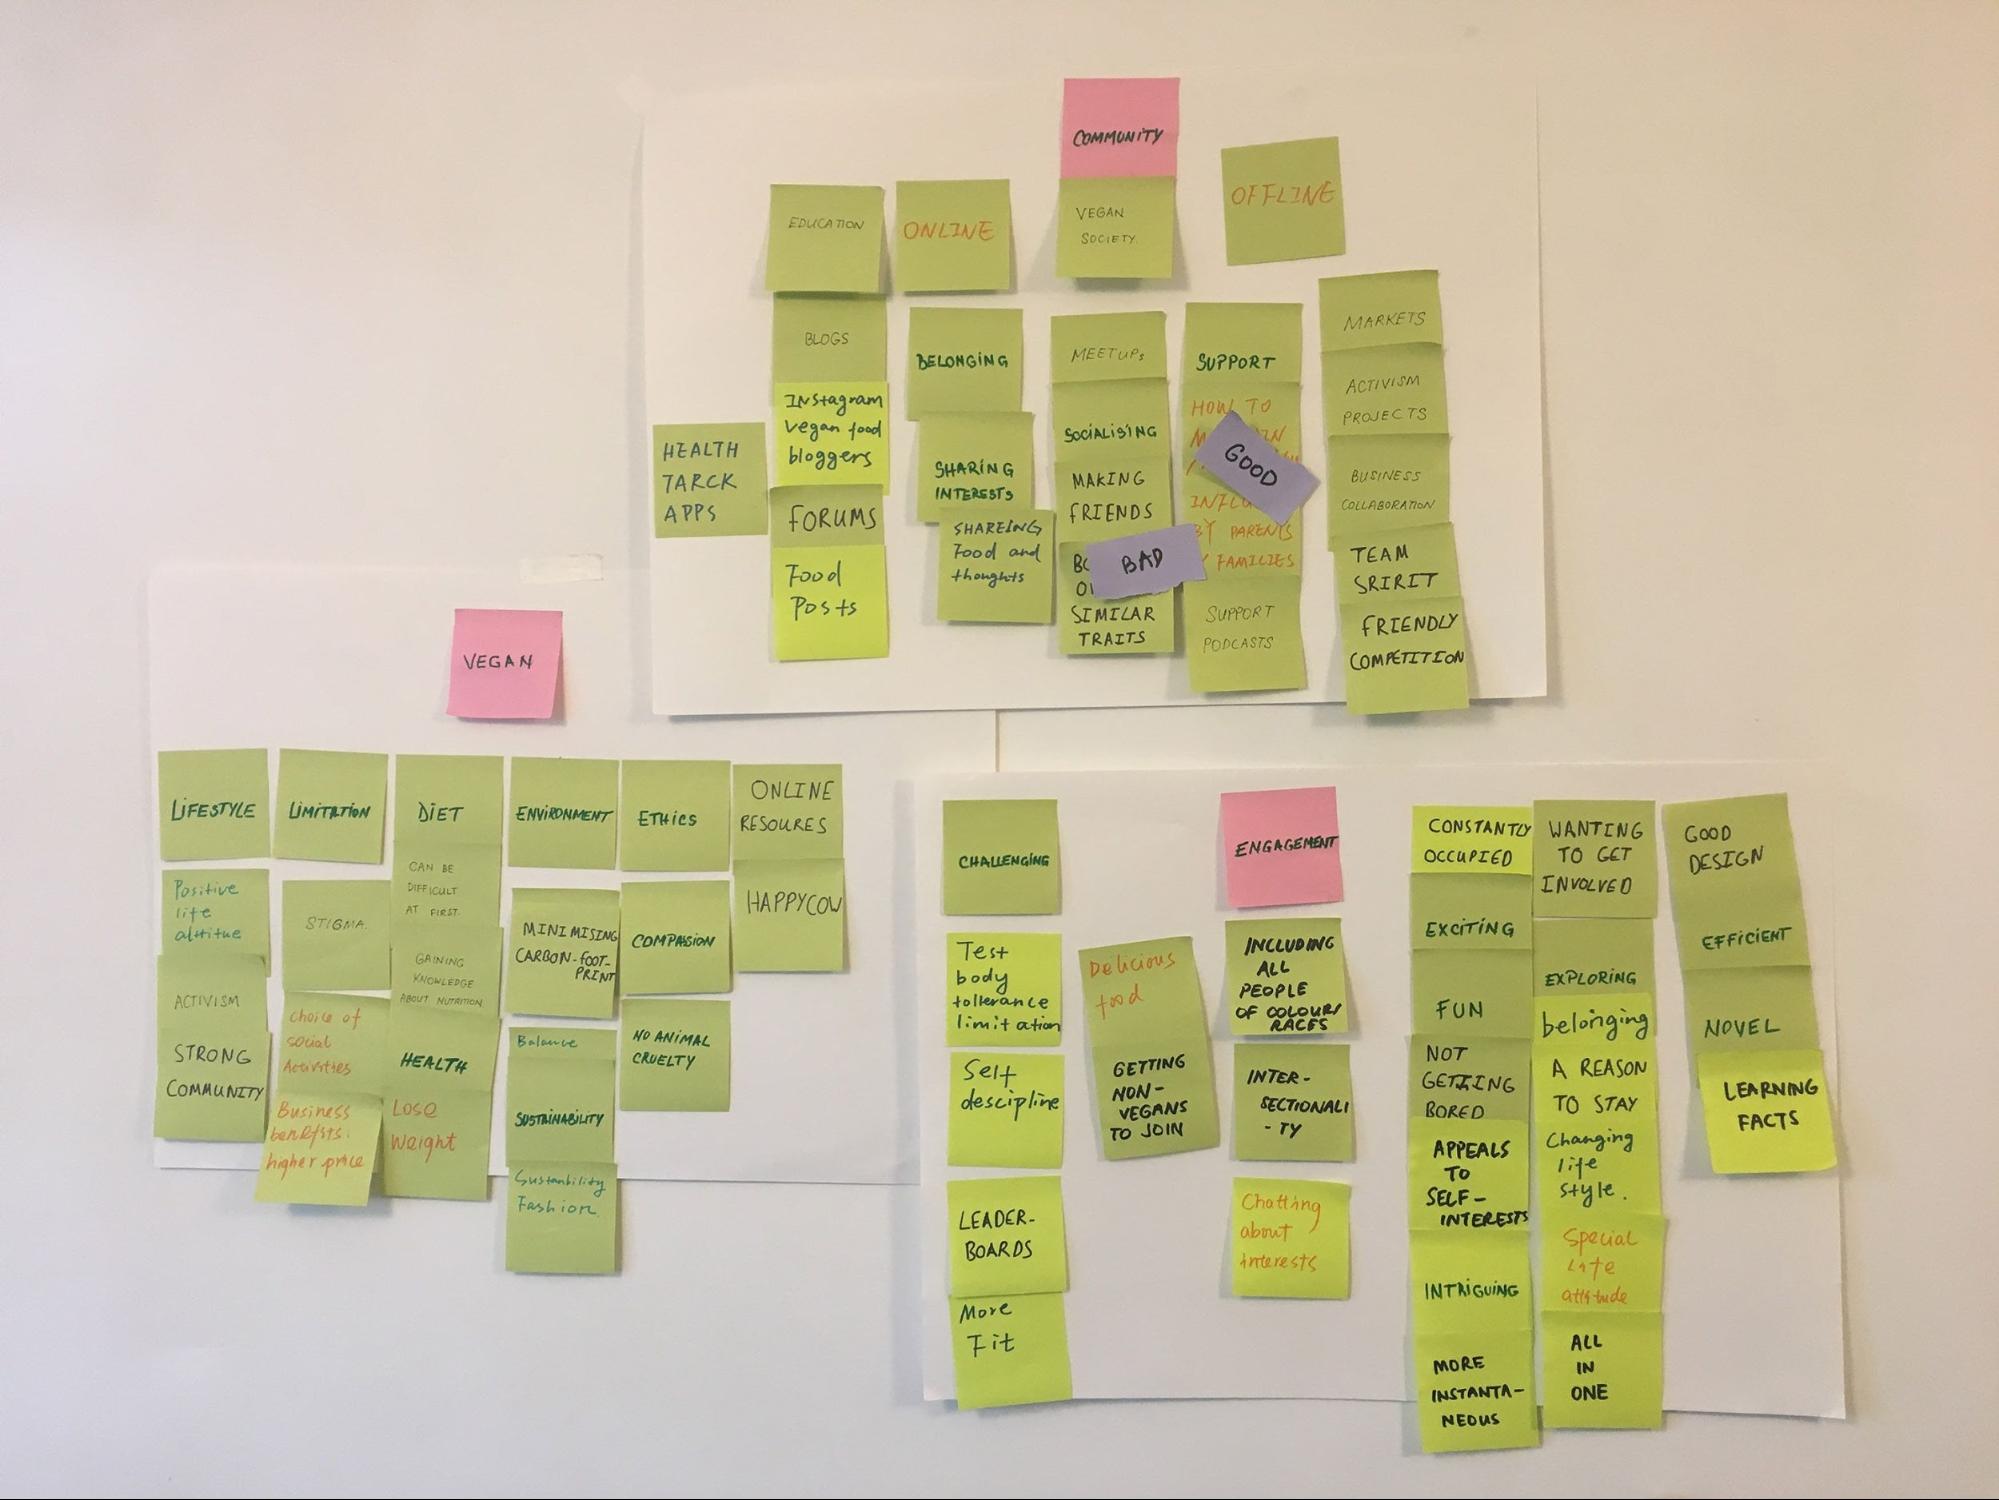 COMMUNITY
VEGAN
SOCIETY.
OFFLINE
EDUCATION
ONLINE
BLOGS
INstagram
vegan food
bloggers
FORUMS
Food
Posts
HEALTH
TARCK
APPS
BELONGING
SHARING
INTERESTS
SHAREING
Food and
thoughts
MEETUPs
SOCIALISING
MAKING
FRIENDS
BAD
SIMILAR
TRAITS
SUPPORT
HOW TO
GOOD
BY PARENTS
FAMILIES
SUPPORT
PODCASTS
MARKETS
ACTIVISM
PROJECTS
BUSINESS
COLLABORATION
TEAM
SRIRIT
FRIENDLY
COMPETITION
VEGAN
LIFESTYLE
Positive
life
altitue
ACTIVISM
STRONG
COMMUNITY
LIMITATION
STIGMA.
choice of
social
Activities
Business
benefits.
higher price
DIET
CAN BE
DIFFICULT
AT FIRST.
GAINING
KNOWLEDGE
ABOUT NUTRITION
HEALTH
Lose
Weight
ENVIRONMENT
MINIMISING
CARBON-FOOT-
PRINT
Balance
SUSTAINABILITY
Sustanbility
Fashion.
ETHICS
COMPASSION
NO ANIMAL
CRUELTY
ONLINE
RESOURES
HAPPYCOW
ENGAGEMENT
CHALLENGING
Test
body
tollerance
limitation
Self
descipline
LEADER-
BOARDS
More
Fit
Delicious
food
GETTING
NON-
VEGANS
TO JOIN
INCLUDING
ALL
PEOPLE
OF COLOUR/
RACES
INTER-
SECTIONALI
-TY
Chatting
about
interests
CONSTANTLY
OCCUPIED
EXCITING
FUN
NOT
GETTING
BORED
APPEALS
TO
SELF-
INTERESTS
INTRIGUING
MORE
INSTANTA-
NEOUS
WANTING
TO GET
INVOLVED
EXPLORING
belonging
A REASON
TO STAY
Changing
life
style.
Special
Life
attitude
ALL
IN
ONE
GOOD
DESIGN
EFFICIENT
NOVEL
LEARNING
FACTS